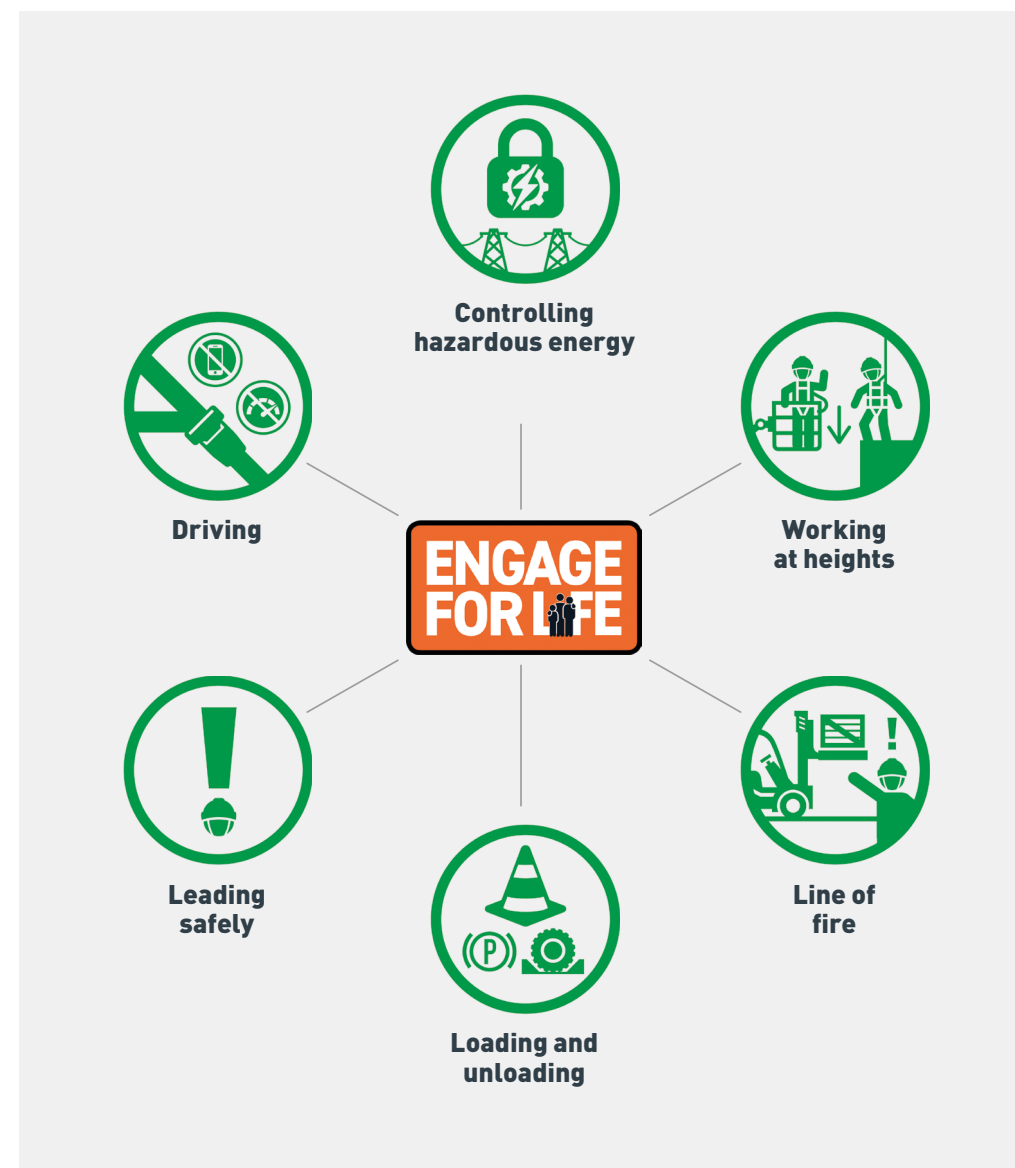 Controlling
hazardous energy
Driving
Working
at heights
ENGAGE
FOR LIFE
Leading
safely
Line of
fire
!
P
Loading and
unloading